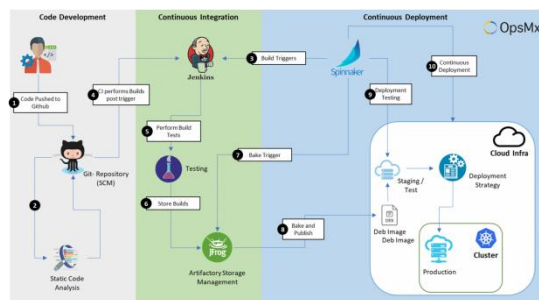 Code Development
Continuous Integration
Continuous Deployment
OpsMx
Jenkins
3 Build Triggers
Spinnaker
10 Continuous
Deployment
1 Code Pushed to
Github
4 CI performs Builds
post trigger
9 Deployment
Testing
5 Perform Build
Tests
Cloud Infra
Git- Repository
(SCM)
Testing
7 Bake Trigger
Staging /
Test
Deployment
Strategy
2
6 Store Builds
DEB
Deb Image
Deb Image
8 Bake and
Publish
JFrog
Static Code
Analysis
Artifactory Storage
Management
Production
Cluster